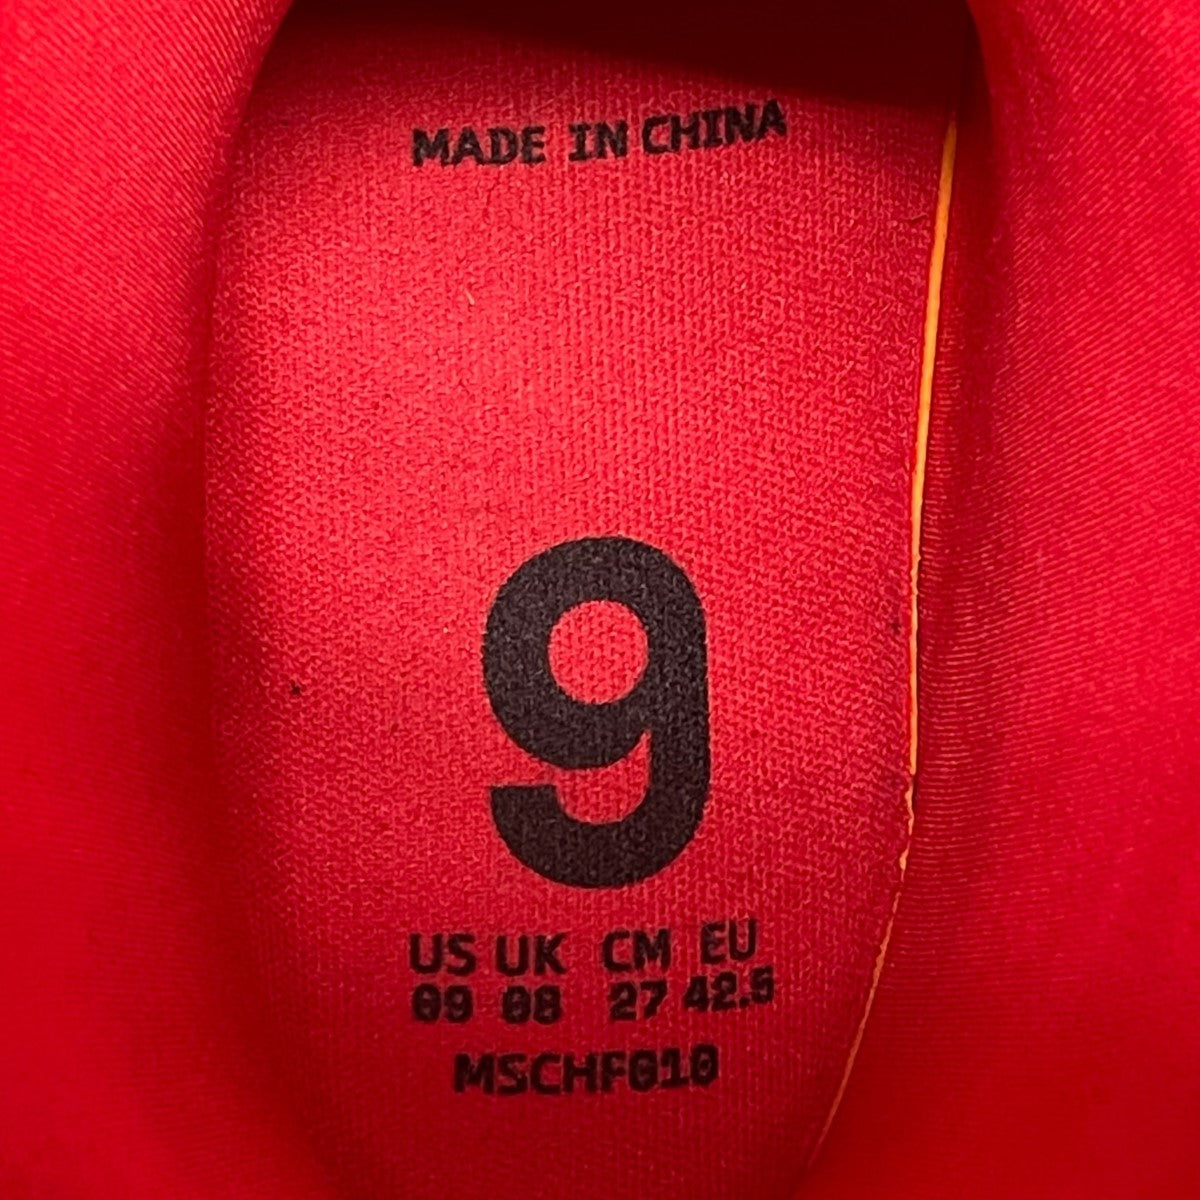 MADE IN CHINA
9
US UK CM EU
09 08 27 42.5
MSCHF010